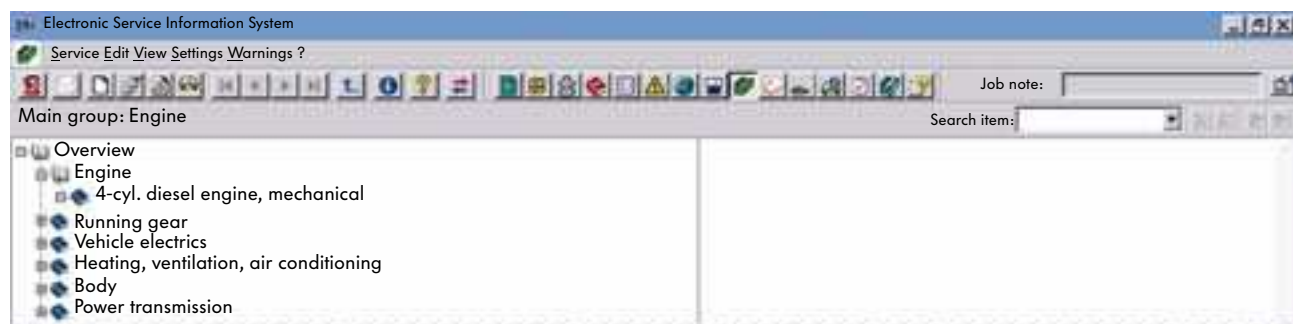 Electronic Service Information System
Service Edit View Settings Warnings ?
Job note:
Main group: Engine
Search item:
Overview
Engine
4-cyl. diesel engine, mechanical
Running gear
Vehicle electrics
Heating, ventilation, air conditioning
Body
Power transmission